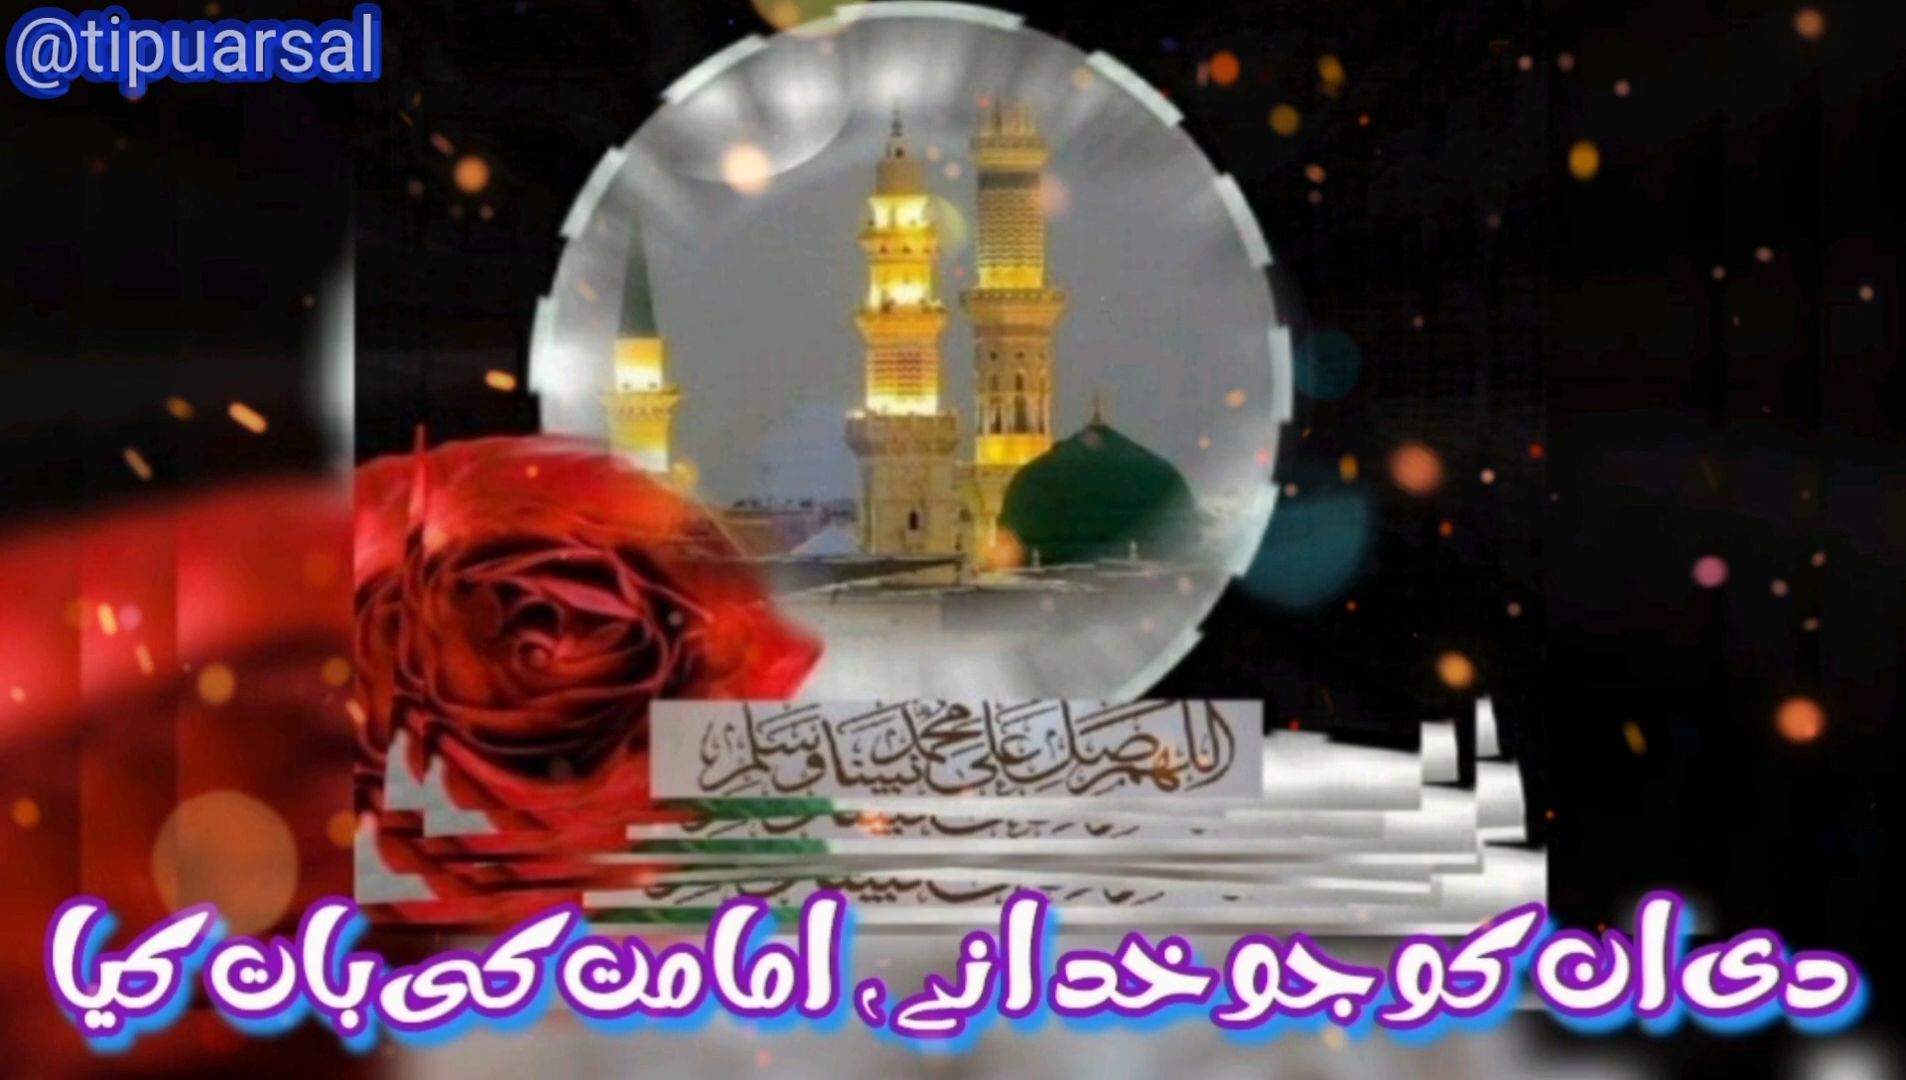 @tipuarsal
اللهم صل على محمد نبينا وسلم
دی ان کو جو خدا نے، امامت کی بات کیا